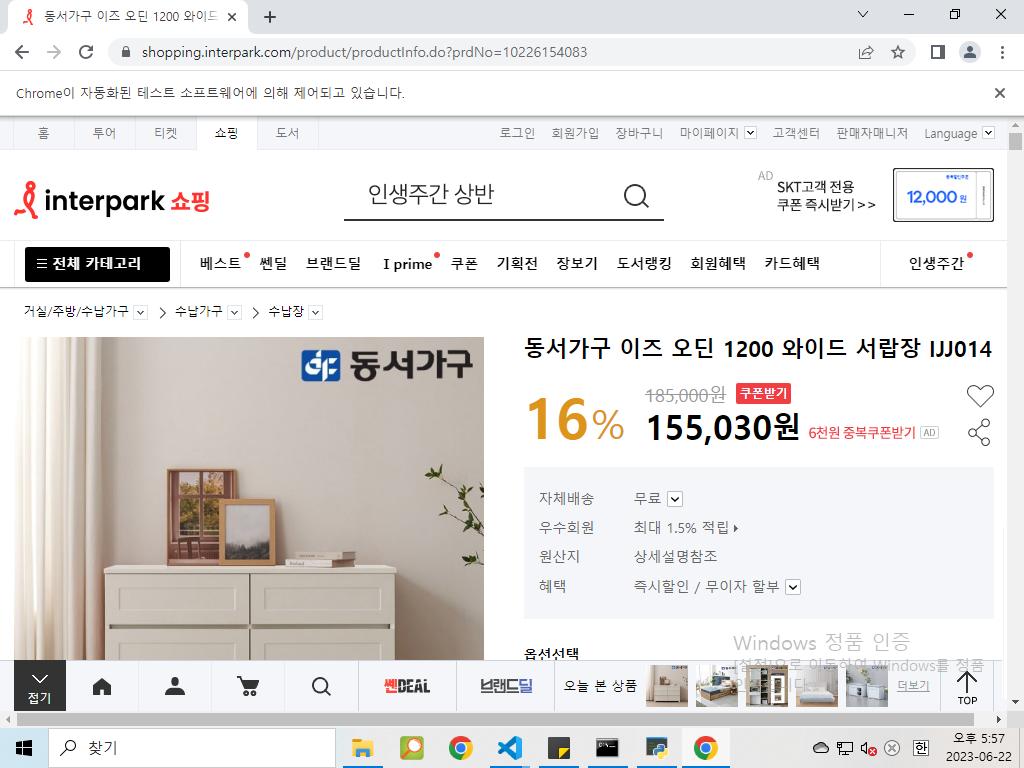 동서가구 이즈 오딘 1200 와이드
shopping.interpark.com/product/productInfo.do?prdNo=10226154083
Chrome이 자동화된 테스트 소프트웨어에 의해 제어되고 있습니다.
홈 투어 티켓 쇼핑 도서 로그인 회원가입 장바구니 마이페이지 고객센터 판매자매니저 Language
interpark 쇼핑
인생주간 상반
AD
SKT고객 전용
쿠폰 즉시받기>>
12,000원
전체 카테고리 베스트 쎈딜 브랜드딜 I prime 쿠폰 기획전 장보기 도서랭킹 회원혜택 카드혜택 인생주간
거실/주방/수납가구 수납가구 수납장
동서가구
동서가구 이즈 오딘 1200 와이드 서랍장 IJJ014
16%
185,000원 쿠폰받기
155,030원 6천원 중복쿠폰받기 AD
자체배송 무료
우수회원 최대 1.5% 적립
원산지 상세설명참조
혜택 즉시할인 / 무이자 할부
옵션선택
Windows 정품 인증
[설정]으로 이동하여 Windows를 정품
접기
쎈DEAL 브랜드딜 오늘 본 상품 더보기 TOP
찾기
한
오후 5:57
2023-06-22